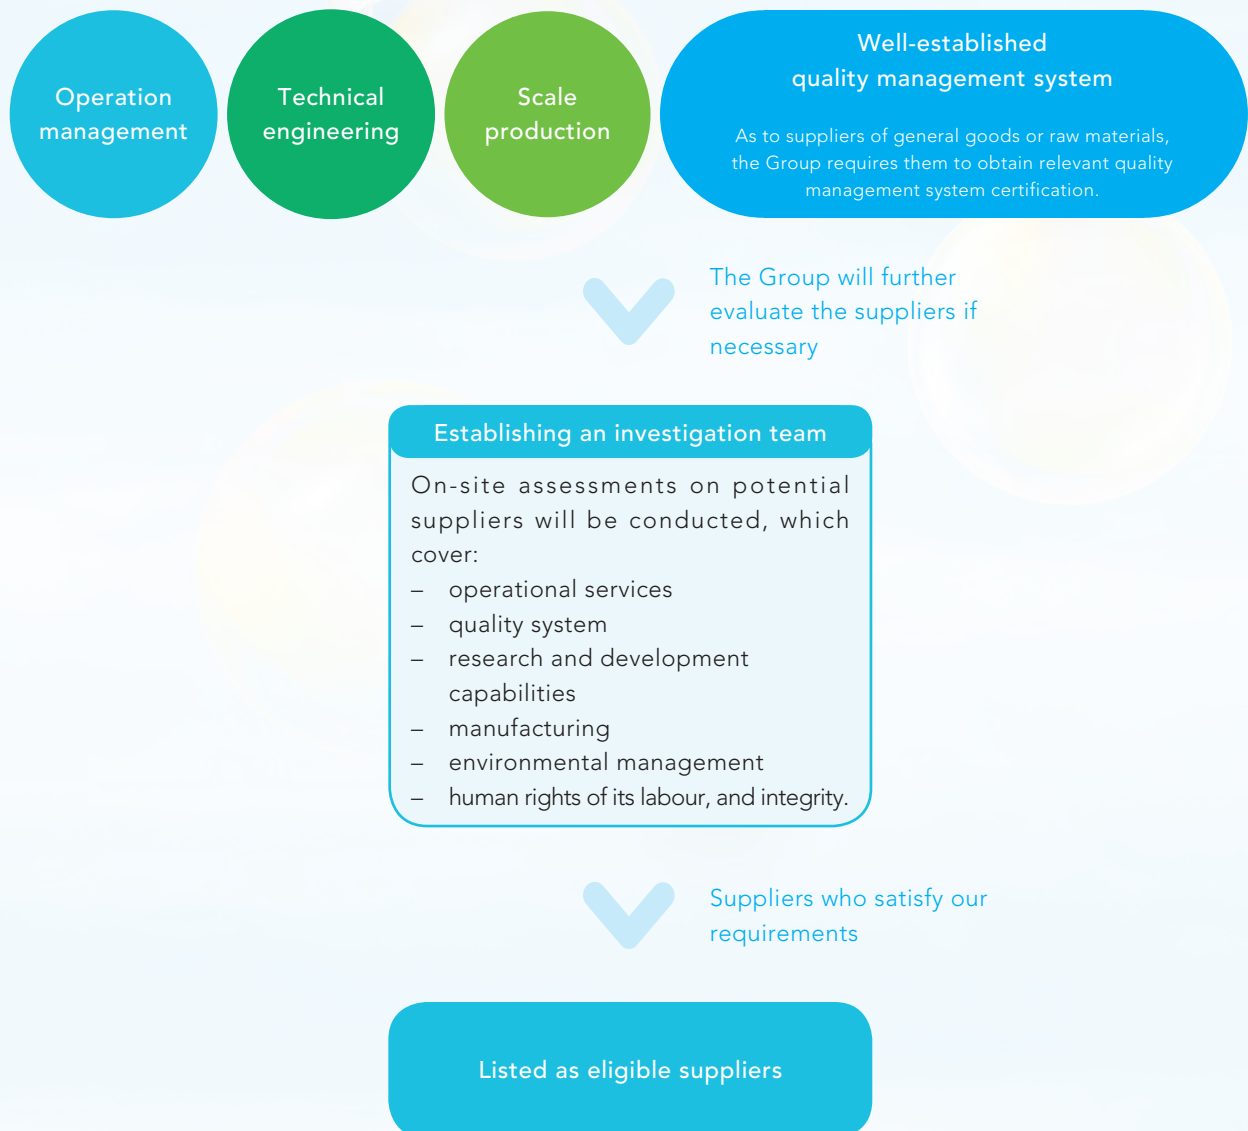 Operation
management
Technical
engineering
Scale
production
Well-established
quality management system
As to suppliers of general goods or raw materials,
the Group requires them to obtain relevant quality
management system certification.
The Group will further
evaluate the suppliers if
necessary
Establishing an investigation team
On-site assessments on potential
suppliers will be conducted, which
cover:
– operational services
– quality system
– research and development
capabilities
– manufacturing
– environmental management
– human rights of its labour, and integrity.
Suppliers who satisfy our
requirements
Listed as eligible suppliers